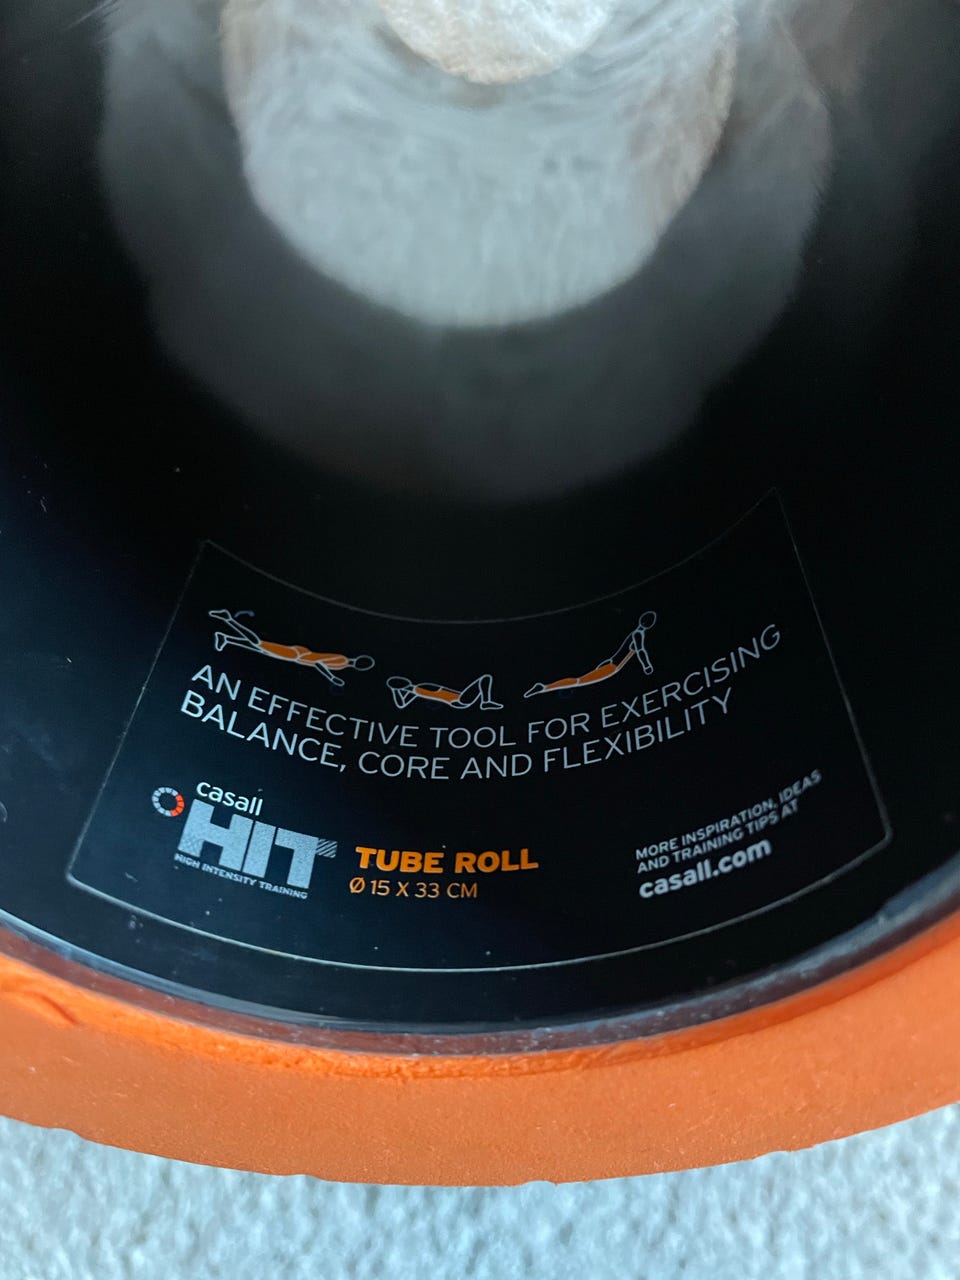 AN EFFECTIVE TOOL FOR EXERCISING
BALANCE, CORE AND FLEXIBILITY
casall
HIT
HIGH INTENSITY TRAINING
TUBE ROLL
Ø 15 X 33 CM
MORE INSPIRATION, IDEAS
AND TRAINING TIPS AT
casall.com